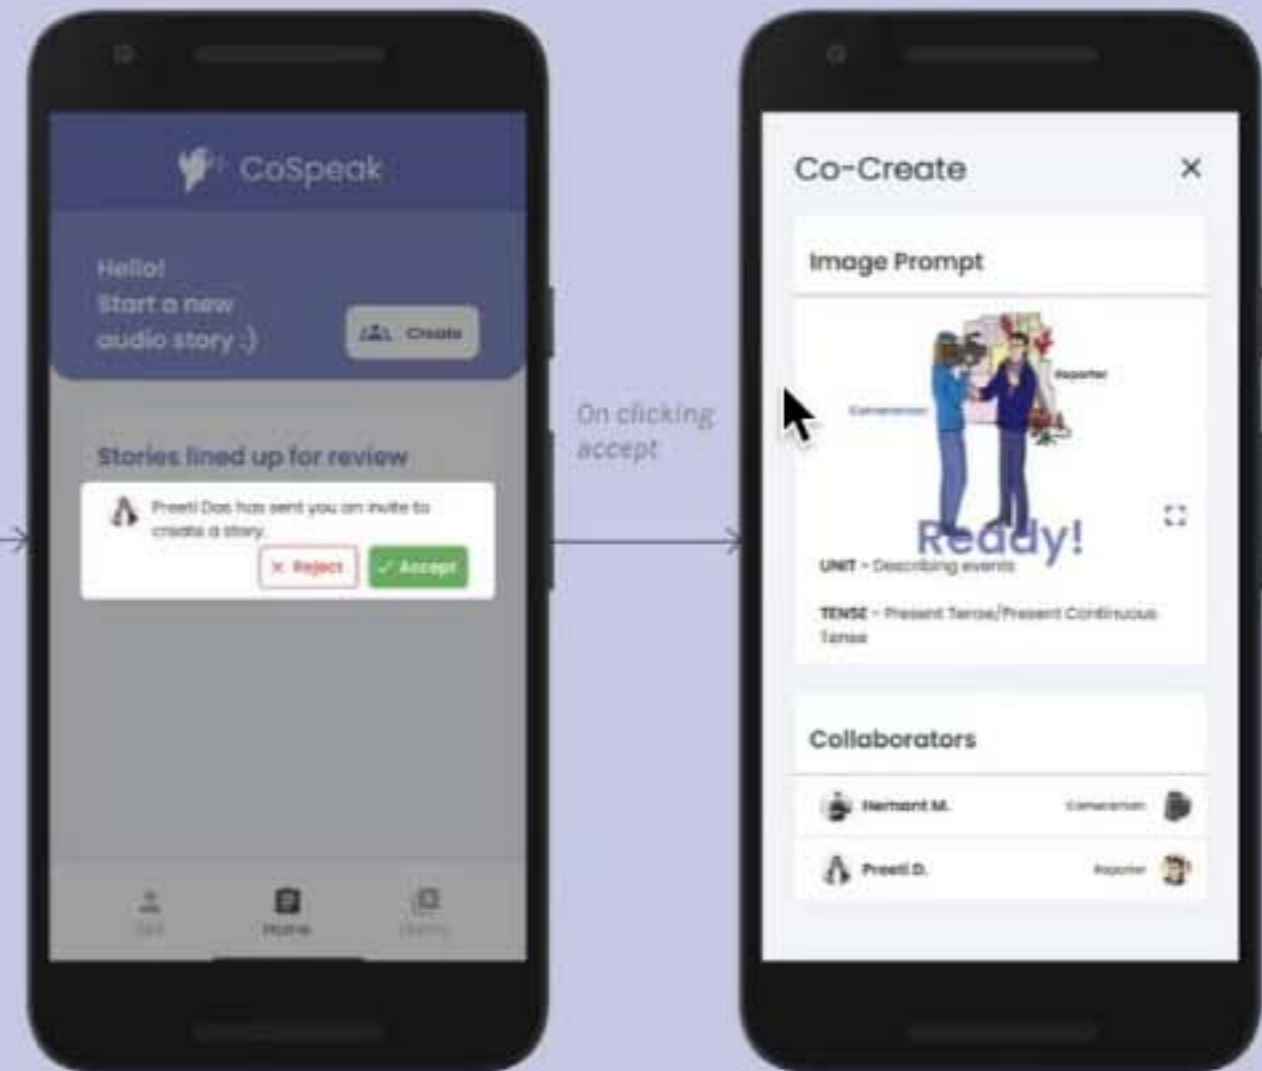 CoSpeak
Hello!
Start a new
audio story :)
Create
Stories lined up for review
Preeti Das has sent you an invite to
create a story.
Reject
Accept
Home
On clicking
accept
Co-Create
Image Prompt
Reporter
Cameraman
Ready!
UNIT - Describing events
TENSE - Present Tense/Present Continuous
Tense
Collaborators
Hemant M.
Cameraman
Preeti D.
Reporter